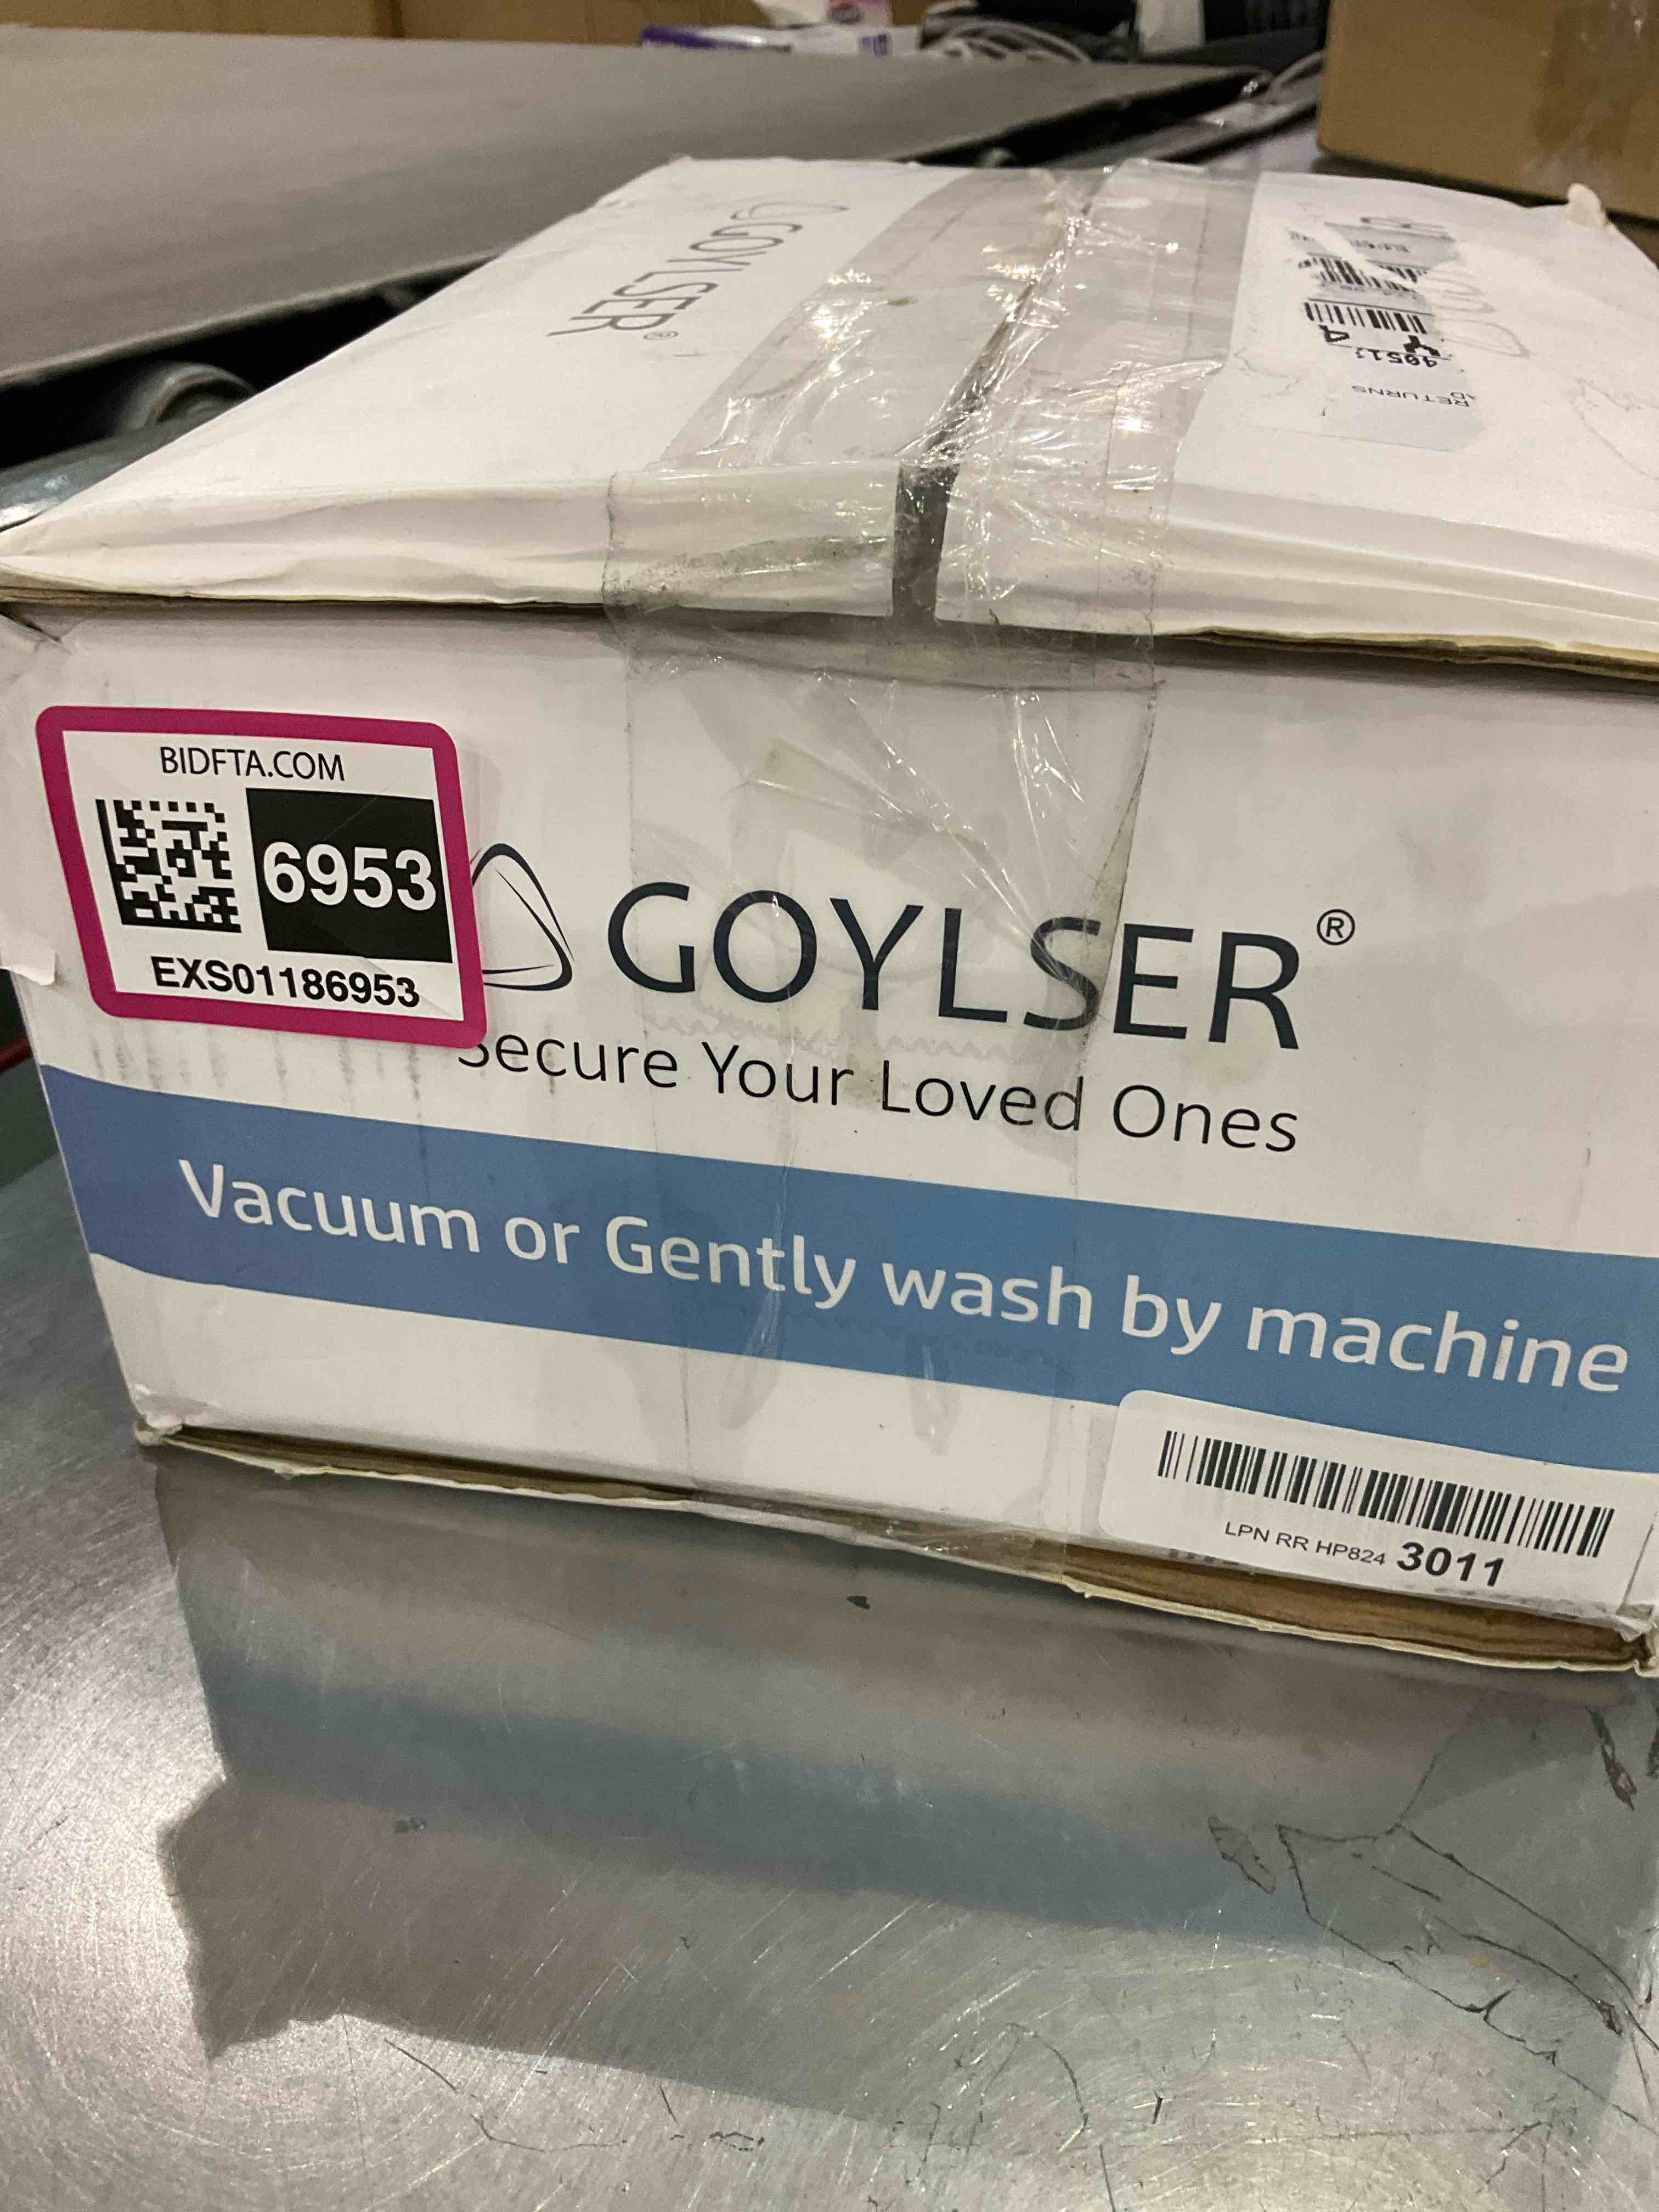 GOYLSER®
4051
RETURNS
BIDFTA.COM
6953
EXS01186953
GOYLSER®
Secure Your Loved Ones
Vacuum or Gently wash by machine
LPN RR HP824 3011